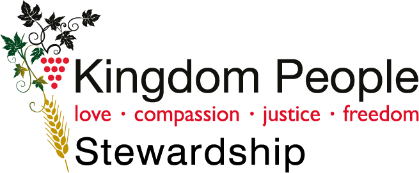 Kingdom People
love · compassion · justice · freedom
Stewardship